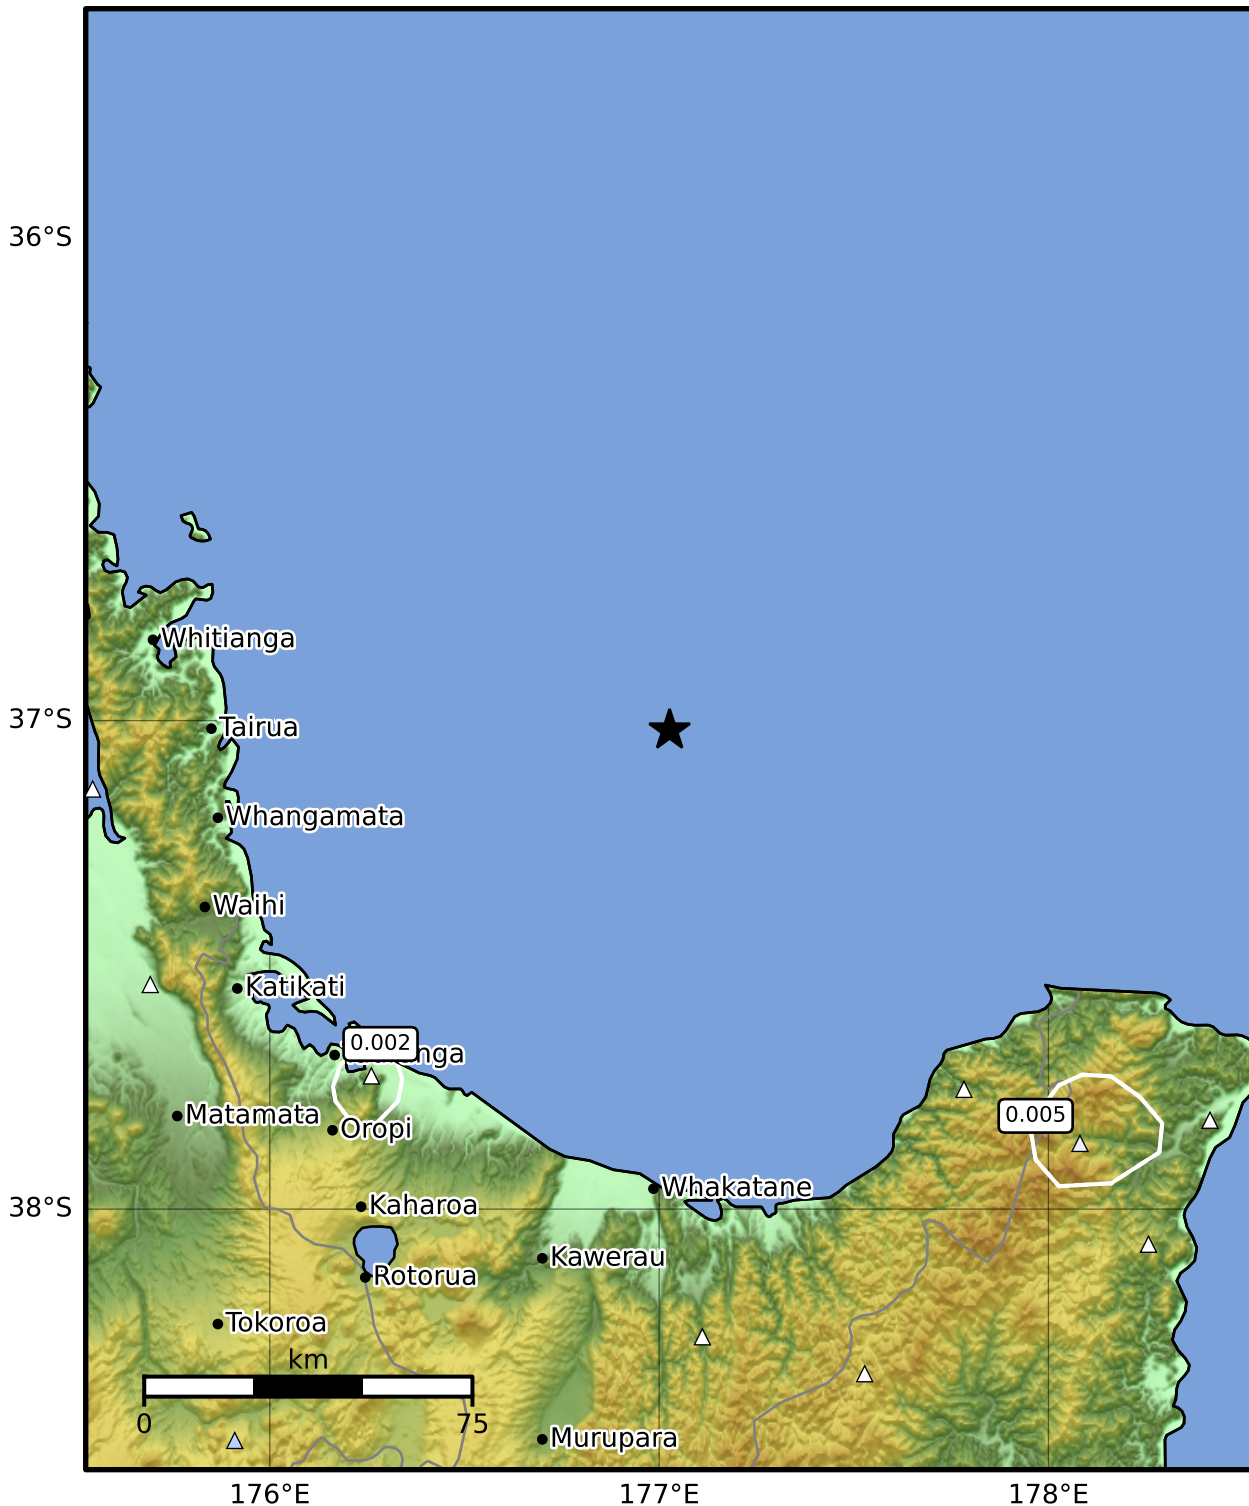 36°S
Whitianga
37°S
Tairua
Whangamata
Waihi
Katikati
0.002
nga
Matamata
Oropi
0.005
Whakatane
38°S
Kaharoa
Kawerau
Rotorua
Tokoroa
km
0
75
Murupara
176°E
177°E
178°E